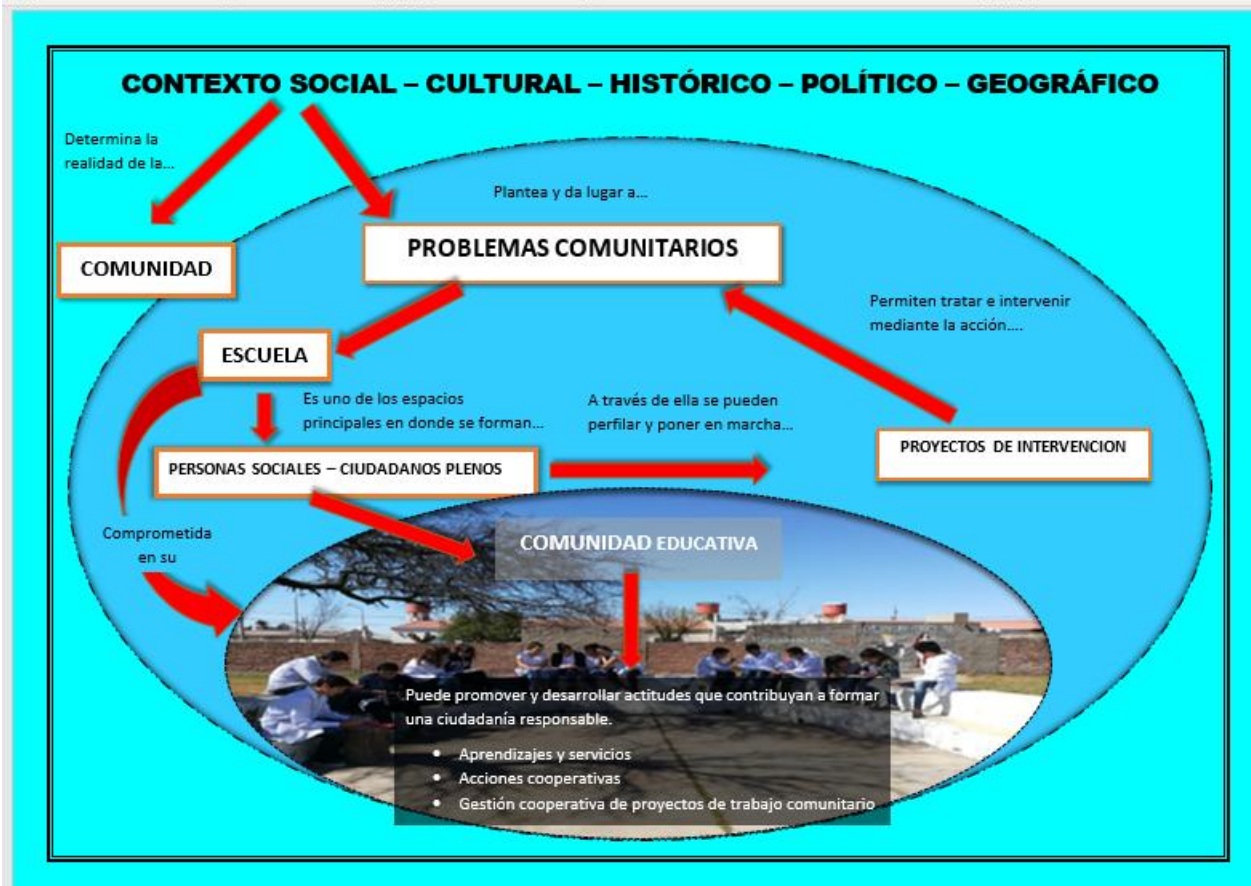 CONTEXTO SOCIAL – CULTURAL – HISTÓRICO – POLÍTICO – GEOGRÁFICO
Determina la
realidad de la...
Plantea y da lugar a...
PROBLEMAS COMUNITARIOS
COMUNIDAD
Permiten tratar e intervenir
mediante la acción....
ESCUELA
Es uno de los espacios
principales en donde se forman...
A través de ella se pueden
perfilar y poner en marcha...
PROYECTOS DE INTERVENCION
PERSONAS SOCIALES – CIUDADANOS PLENOS
Comprometida
en su
COMUNIDAD EDUCATIVA
Puede promover y desarrollar actitudes que contribuyan a formar
una ciudadanía responsable.
• Aprendizajes y servicios
• Acciones cooperativas
• Gestión cooperativa de proyectos de trabajo comunitario